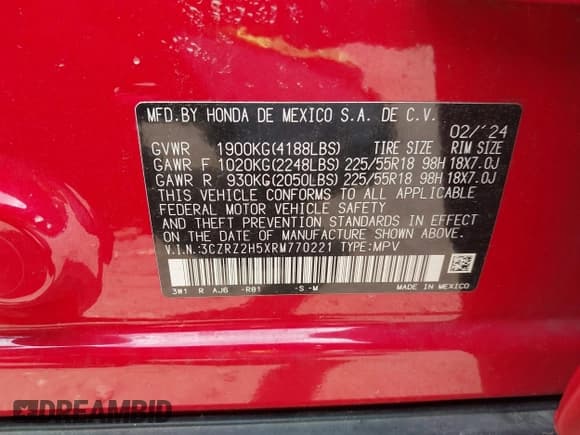 MFD.BY HONDA DE MEXICO S.A. DE C.V.
02/'24
GVWR 1900KG(4188LBS) TIRE SIZE RIM SIZE
GAWR F 1020KG(2248LBS) 225/55R18 98H 18X7.0J
GAWR R 930KG(2050LBS) 225/55R18 98H 18X7.0J
THIS VEHICLE CONFORMS TO ALL APPLICABLE
FEDERAL MOTOR VEHICLE SAFETY
AND THEFT PREVENTION STANDARDS IN EFFECT
ON THE DATE OF MANUFACTURE SHOWN ABOVE.
V.I.N.:3CZRZ2H5XRM770221 TYPE:MPV
3W1 R AJ6 -R81 -S -M MADE IN MEXICO
DREAMBID